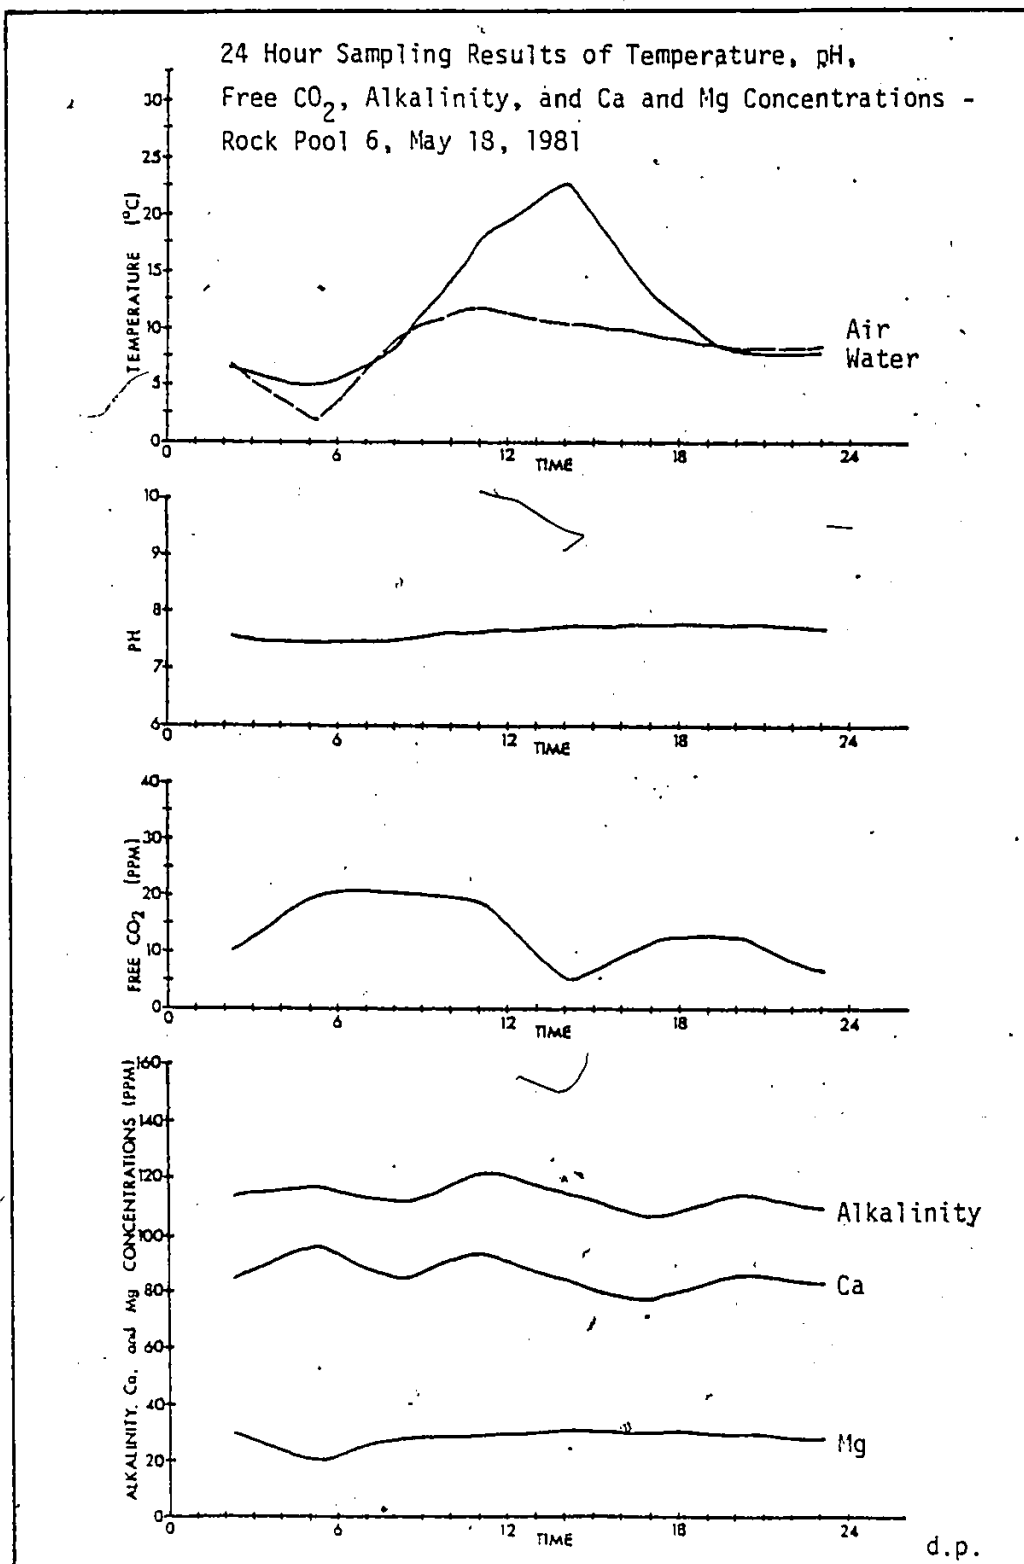 24 Hour Sampling Results of Temperature, pH,
Free CO2, Alkalinity, and Ca and Mg Concentrations -
Rock Pool 6, May 18, 1981
TEMPERATURE (°C)
30
25
20
15
10
5
0
Air
Water
0 6 12 18 24
TIME
PH
10
9
8
7
6
0 6 12 18 24
TIME
FREE CO2 (PPM)
40
30
20
10
0
0 6 12 18 24
TIME
ALKALINITY, Ca, and Mg CONCENTRATIONS (PPM)
160
140
120
100
80
60
40
20
0
Alkalinity
Ca
Mg
0 6 12 18 24
TIME
d.p.